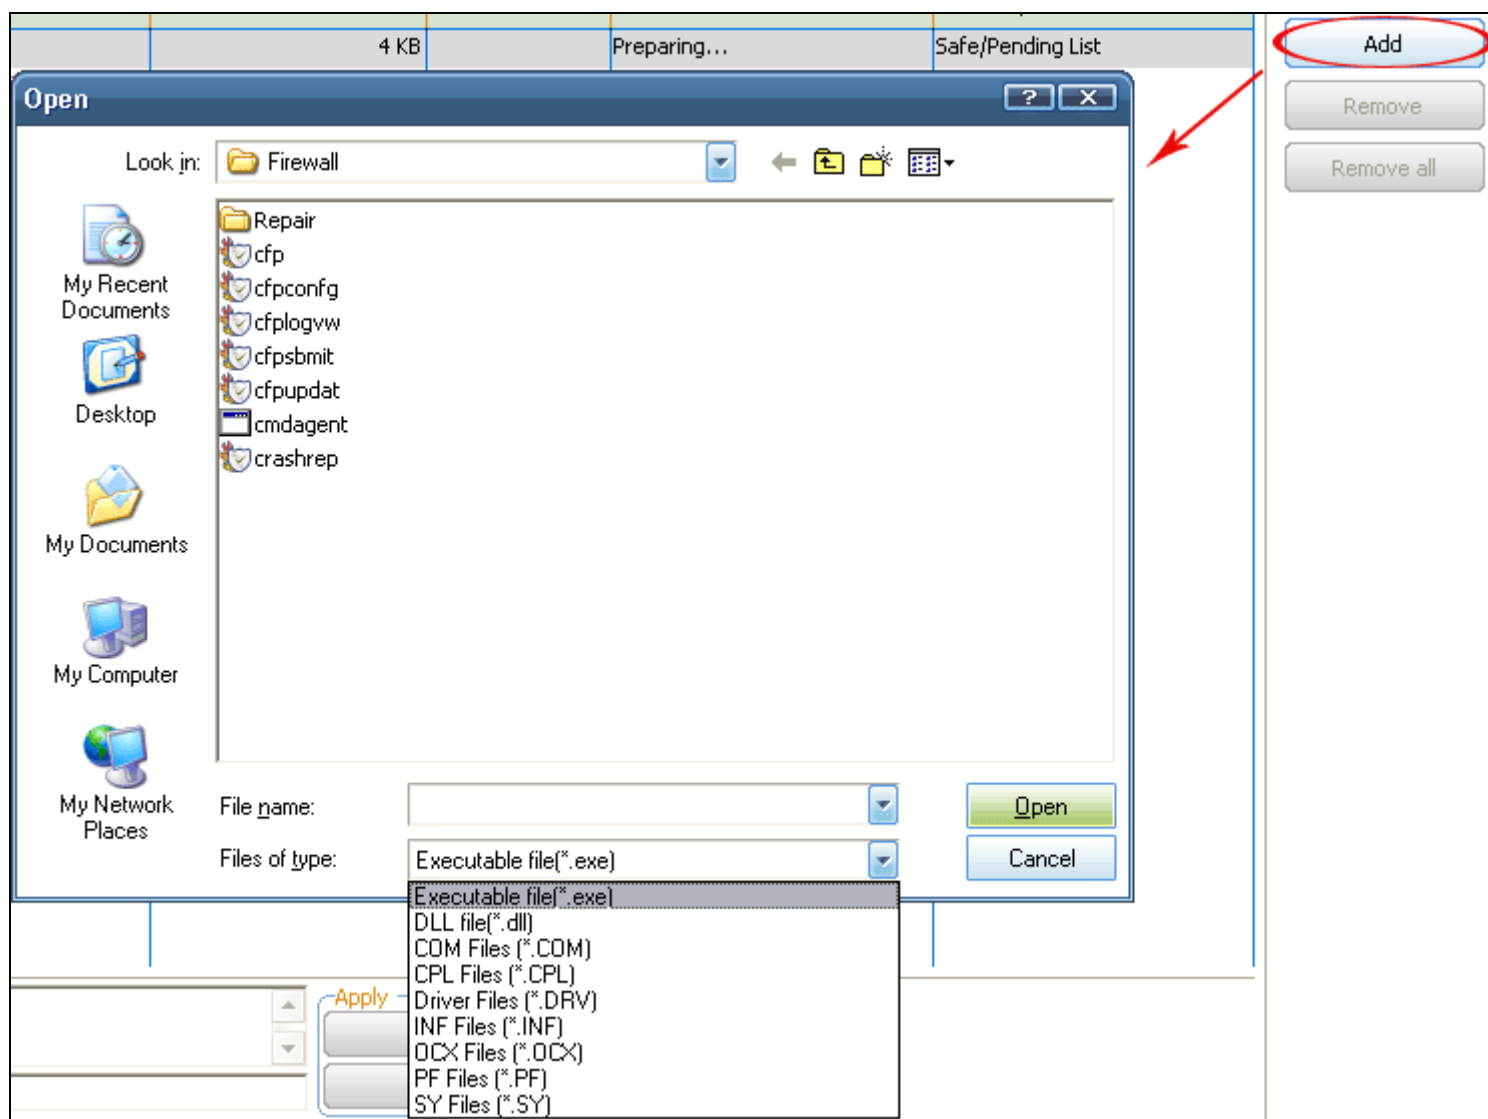 4 KB Preparing... Safe/Pending List
Add
Remove
Remove all
Open
Look in: Firewall
Repair
cfp
cfpconfg
cfplogvw
cfpsbmit
cfpupdat
cmdagent
crashrep
My Recent
Documents
Desktop
My Documents
My Computer
My Network
Places
File name:
Open
Files of type: Executable file(*.exe)
Cancel
Executable file(*.exe)
DLL file(*.dll)
COM Files (*.COM)
CPL Files (*.CPL)
Driver Files (*.DRV)
INF Files (*.INF)
OCX Files (*.OCX)
PF Files (*.PF)
SY Files (*.SY)
Apply